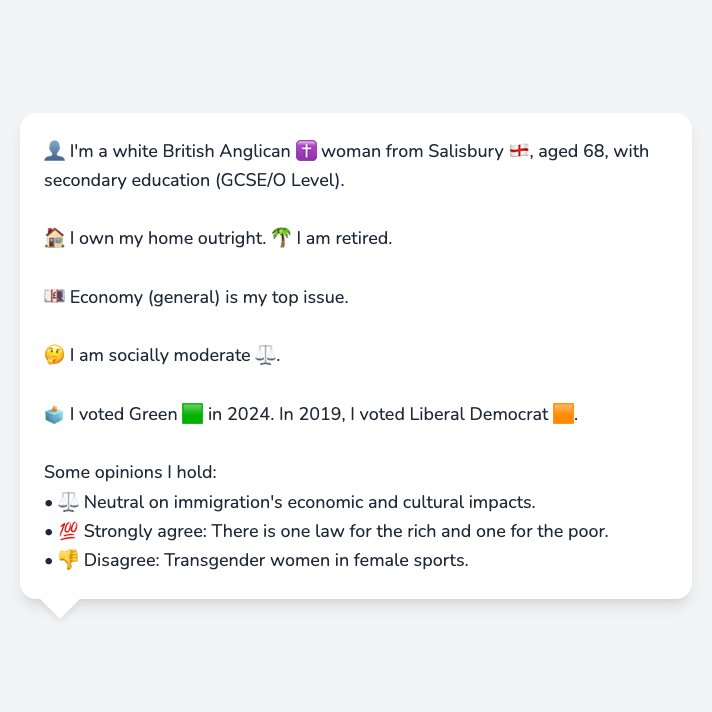 👤 I'm a white British Anglican ✝️ woman from Salisbury 🏴󠁧󠁢󠁥󠁮󠁧󠁿, aged 68, with
secondary education (GCSE/O Level).
🏠 I own my home outright. 🌴 I am retired.
💷 Economy (general) is my top issue.
🤔 I am socially moderate ⚖️.
🗳️ I voted Green 🟩 in 2024. In 2019, I voted Liberal Democrat 🟧.
Some opinions I hold:
• ⚖️ Neutral on immigration's economic and cultural impacts.
• 💯 Strongly agree: There is one law for the rich and one for the poor.
• 👎 Disagree: Transgender women in female sports.